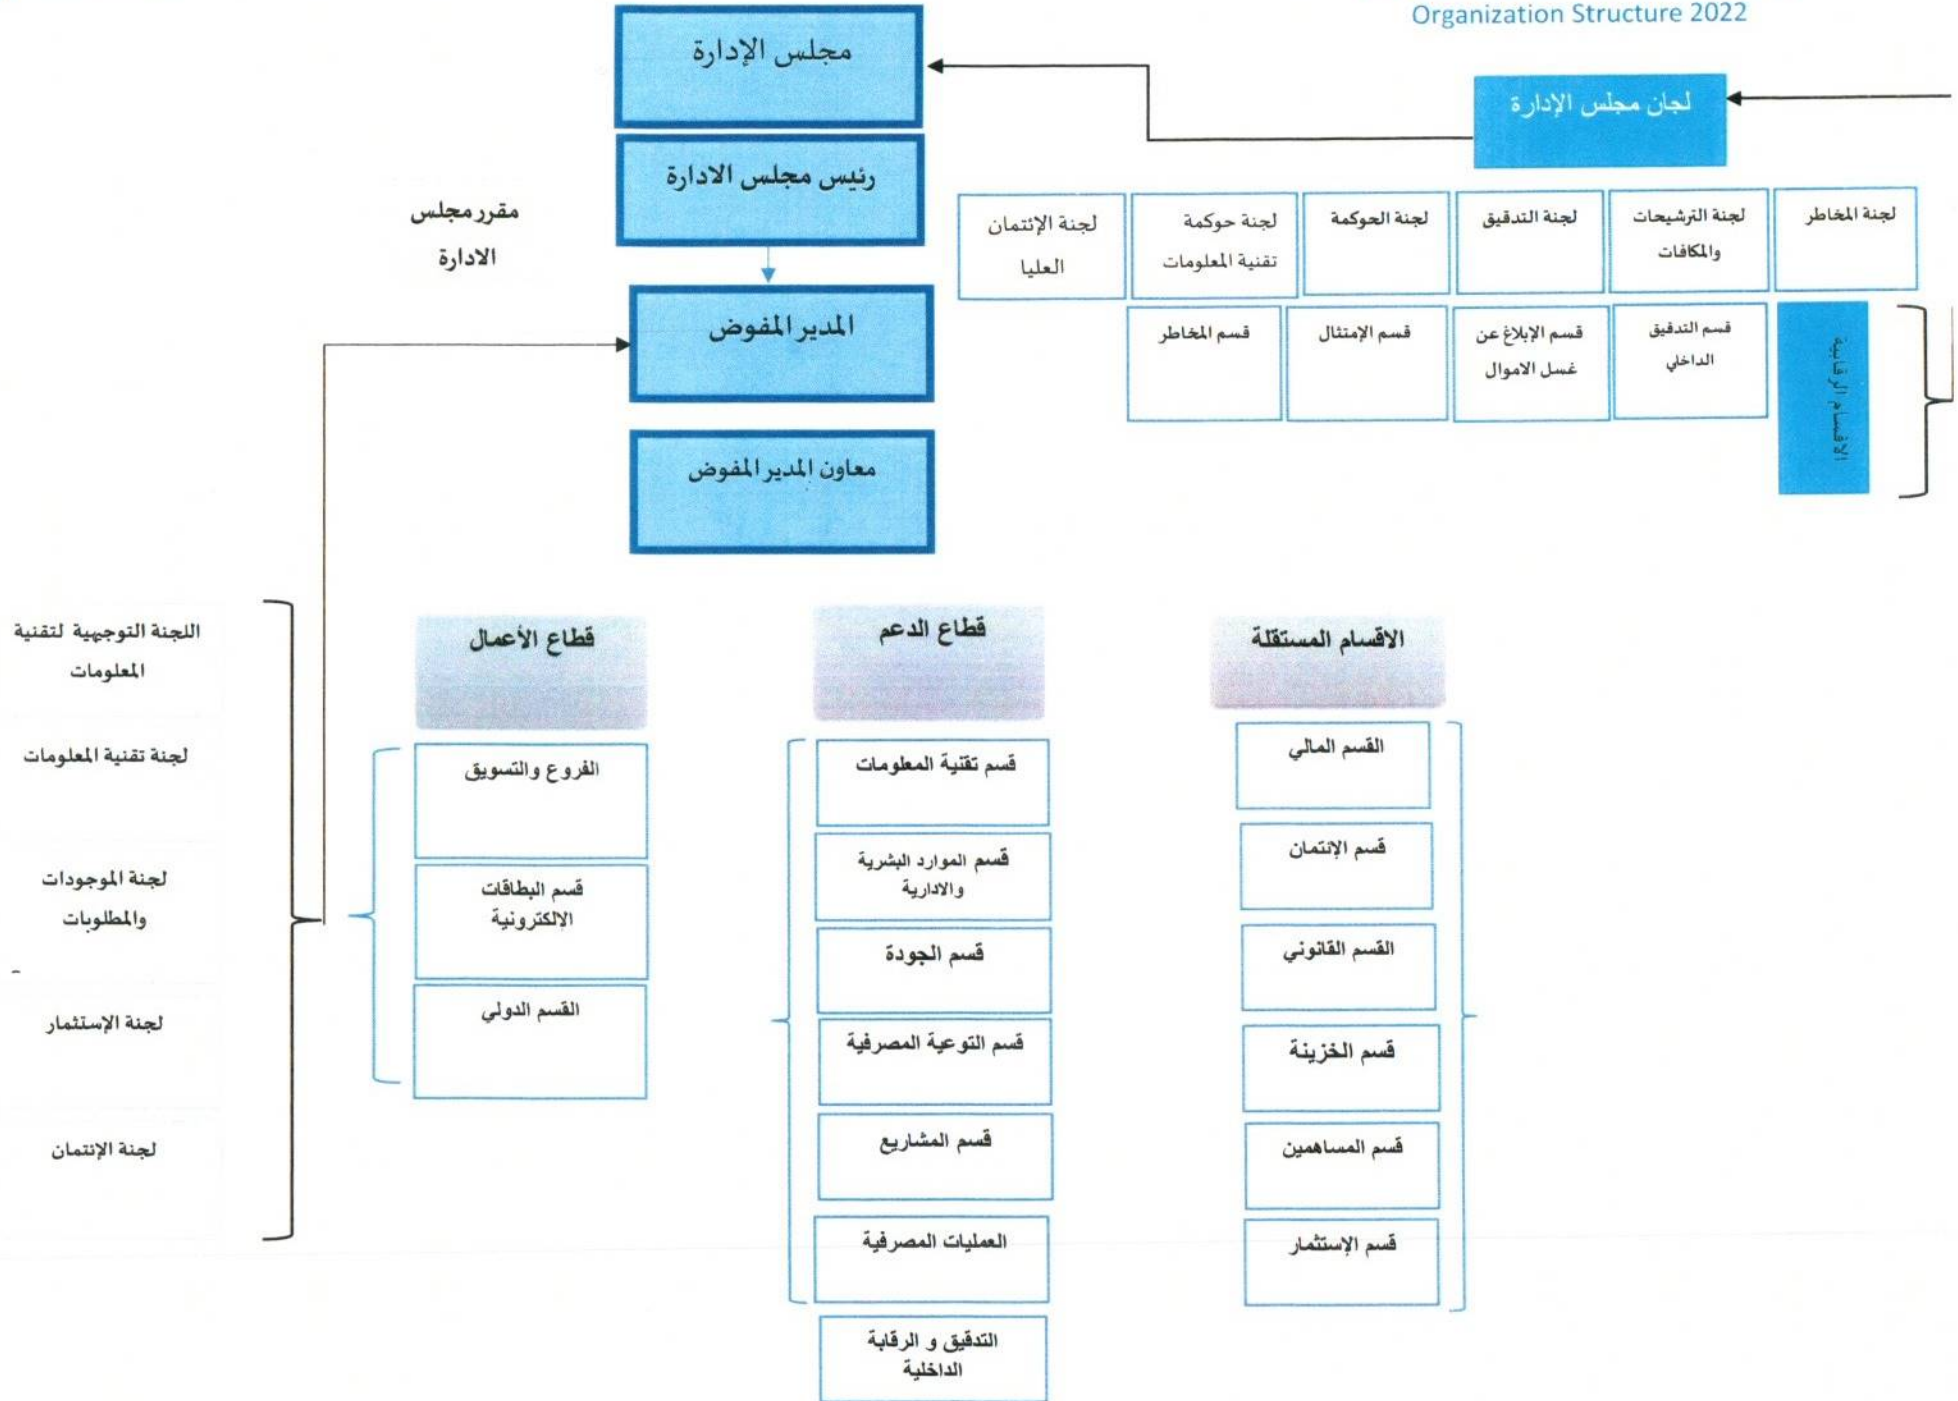 Organization Structure 2022
مجلس الإدارة
لجان مجلس الإدارة
رئيس مجلس الادارة
مقرر مجلس
الادارة
لجنة المخاطر
لجنة الترشيحات
والمكافات
لجنة التدقيق
لجنة الحوكمة
لجنة حوكمة
تقنية المعلومات
لجنة الإئتمان
العليا
المدير المفوض
الاقسام الرقابية
قسم التدقيق
الداخلي
قسم الإبلاغ عن
غسل الاموال
قسم الإمتثال
قسم المخاطر
معاون المدير المفوض
الاقسام المستقلة
القسم المالي
قسم الإئتمان
القسم القانوني
قسم الخزينة
قسم المساهمين
قسم الإستثمار
قطاع الدعم
قسم تقنية المعلومات
قسم الموارد البشرية
والادارية
قسم الجودة
قسم التوعية المصرفية
قسم المشاريع
العمليات المصرفية
التدقيق و الرقابة
الداخلية
قطاع الأعمال
الفروع والتسويق
قسم البطاقات
الإلكترونية
القسم الدولي
اللجنة التوجيهية لتقنية
المعلومات
لجنة تقنية المعلومات
لجنة الموجودات
والمطلوبات
لجنة الإستثمار
لجنة الإئتمان